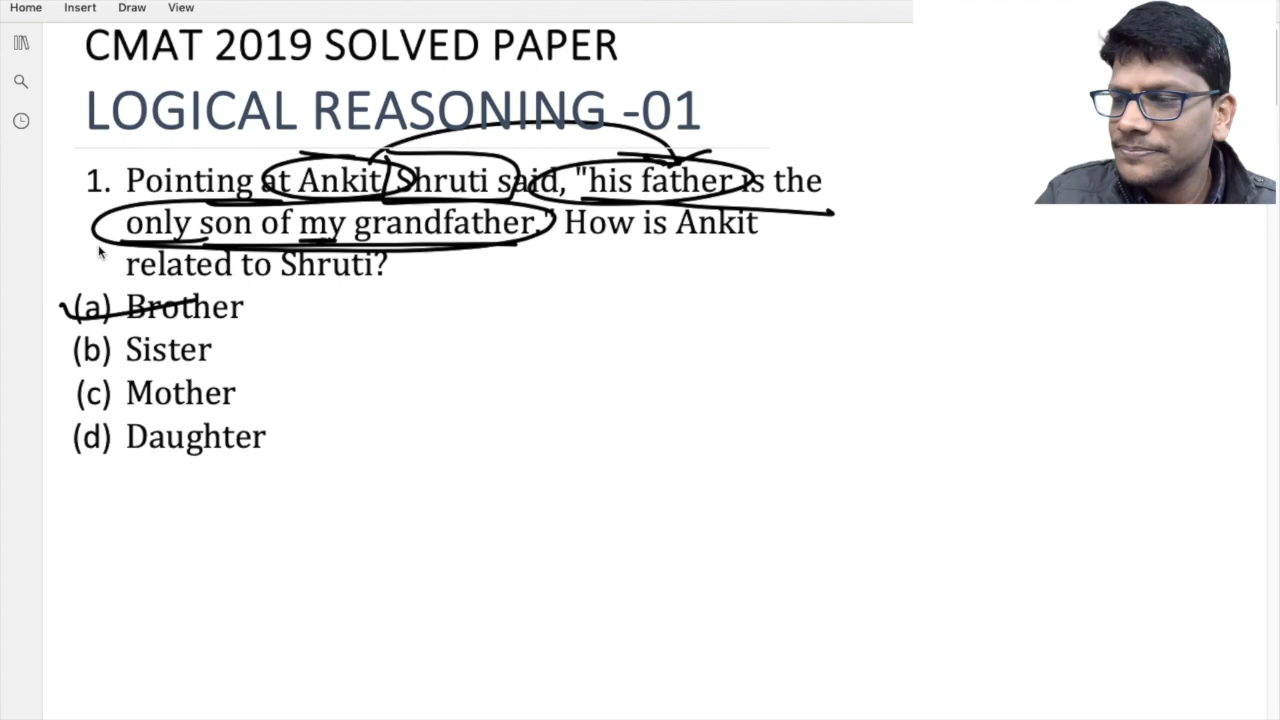 Home Insert Draw View
CMAT 2019 SOLVED PAPER
LOGICAL REASONING -01
1. Pointing at Ankit Shruti said, "his father is the
only son of my grandfather." How is Ankit
related to Shruti?
(a) Brother
(b) Sister
(c) Mother
(d) Daughter